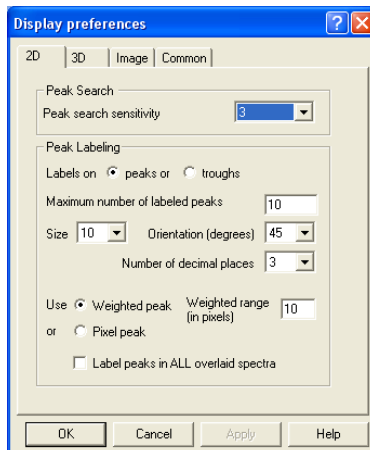 Display preferences
2D 3D Image Common
Peak Search
Peak search sensitivity 3
Peak Labeling
Labels on peaks or troughs
Maximum number of labeled peaks 10
Size 10 Orientation (degrees) 45
Number of decimal places 3
Use Weighted peak Weighted range (in pixels) 10
or Pixel peak
Label peaks in ALL overlaid spectra
OK Cancel Apply Help